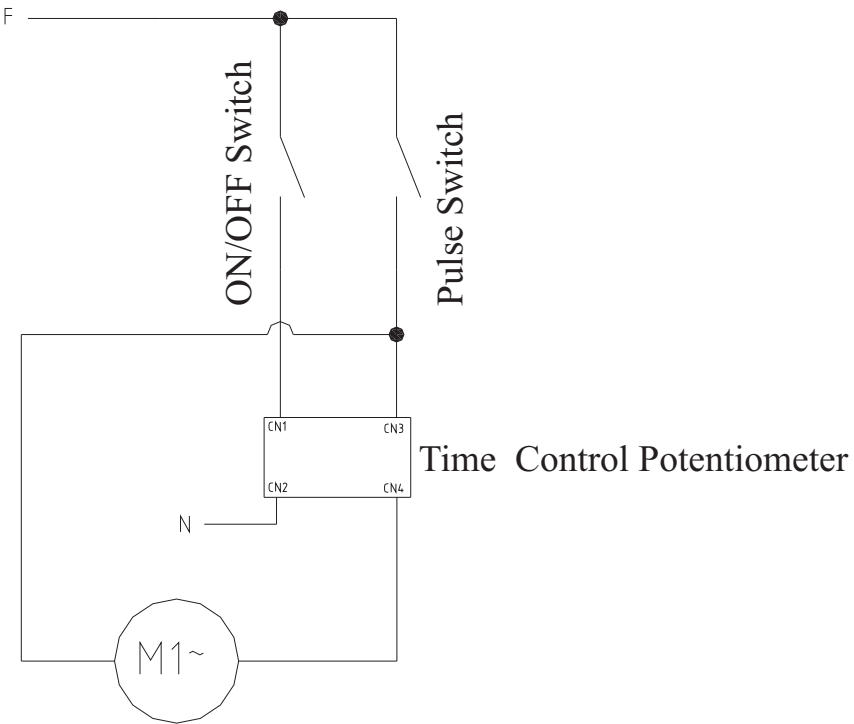 F
ON/OFF Switch
Pulse Switch
CN1
CN3
Time Control Potentiometer
CN2
CN4
N
M1~